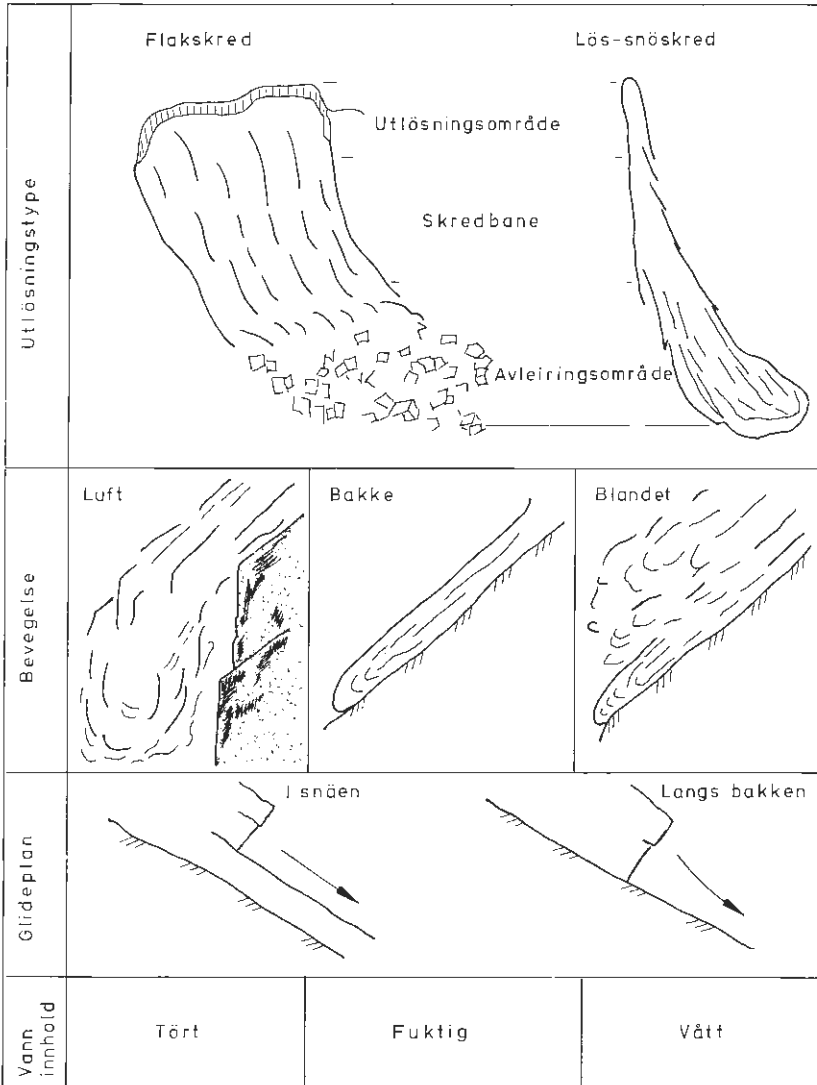 Utlösningstype
Flakskred
Lös-snöskred
Utlösningsområde
Skredbane
Avleiringsområde
Bevegelse
Luft
Bakke
Blandet
Glideplan
I snäen
Langs bakken
Vann
innhold
Tört
Fuktig
Vått